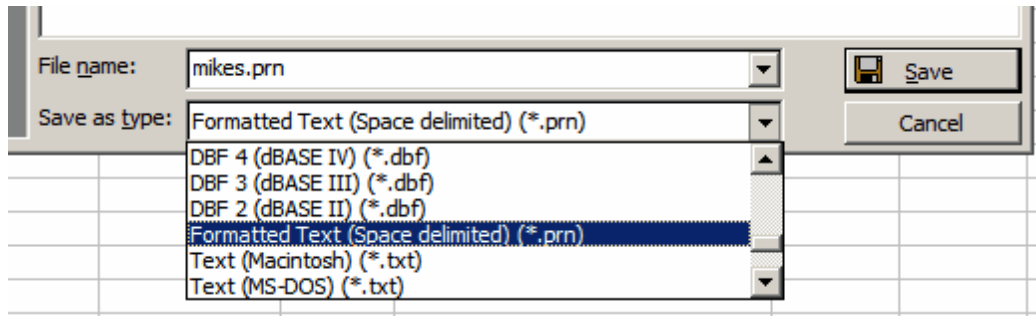 File name: mikes.prn Save
Save as type: Formatted Text (Space delimited) (*.prn) Cancel
DBF 4 (dBASE IV) (*.dbf)
DBF 3 (dBASE III) (*.dbf)
DBF 2 (dBASE II) (*.dbf)
Formatted Text (Space delimited) (*.prn)
Text (Macintosh) (*.txt)
Text (MS-DOS) (*.txt)